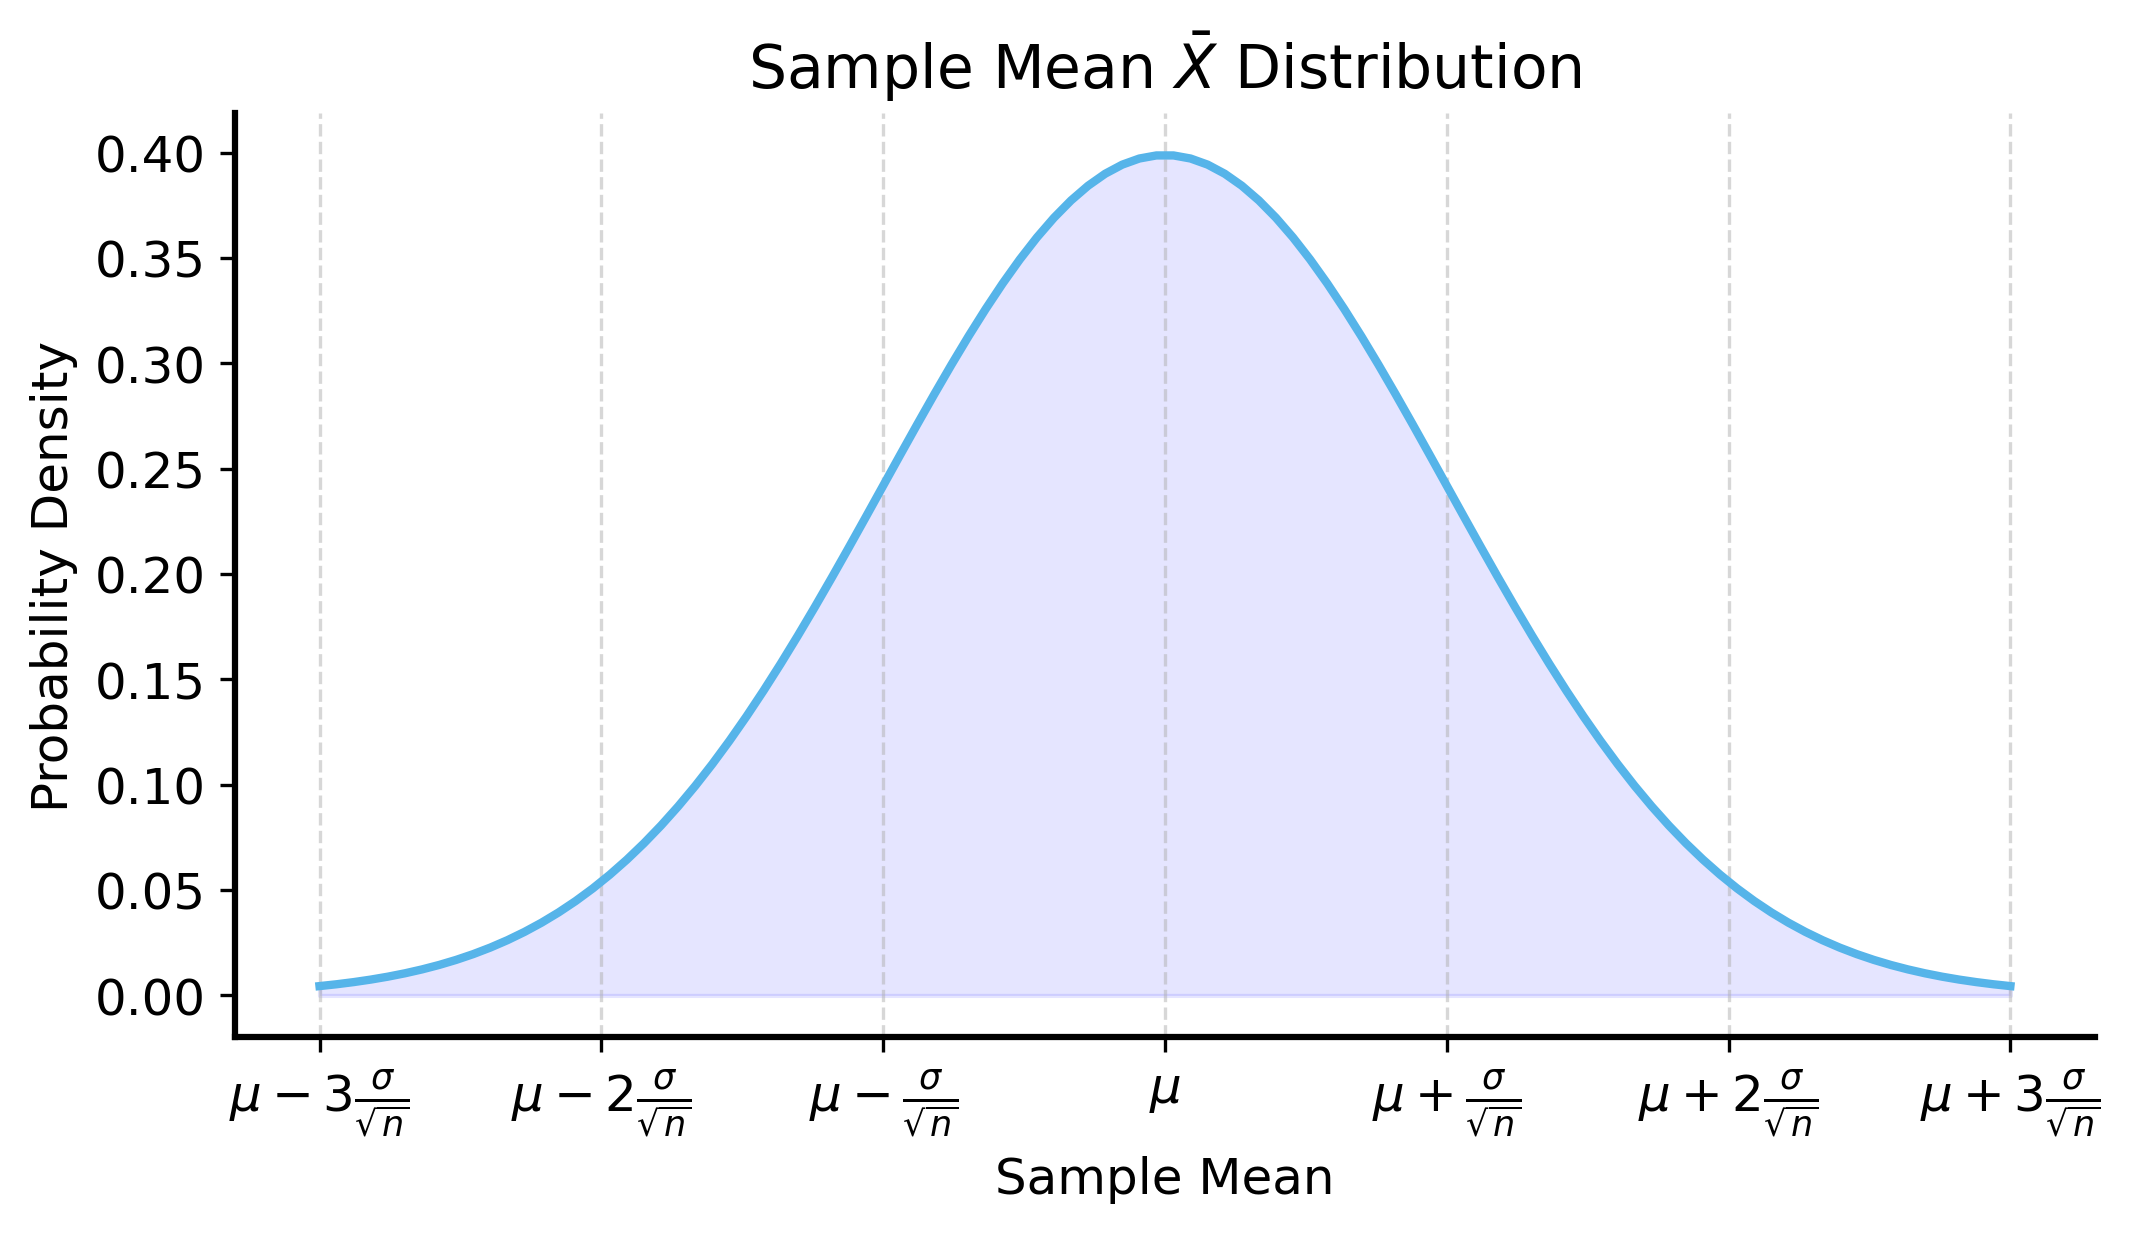 Sample Mean X̄ Distribution
Probability Density
0.40
0.35
0.30
0.25
0.20
0.15
0.10
0.05
0.00
μ − 3σ/√n μ − 2σ/√n μ − σ/√n μ μ + σ/√n μ + 2σ/√n μ + 3σ/√n
Sample Mean